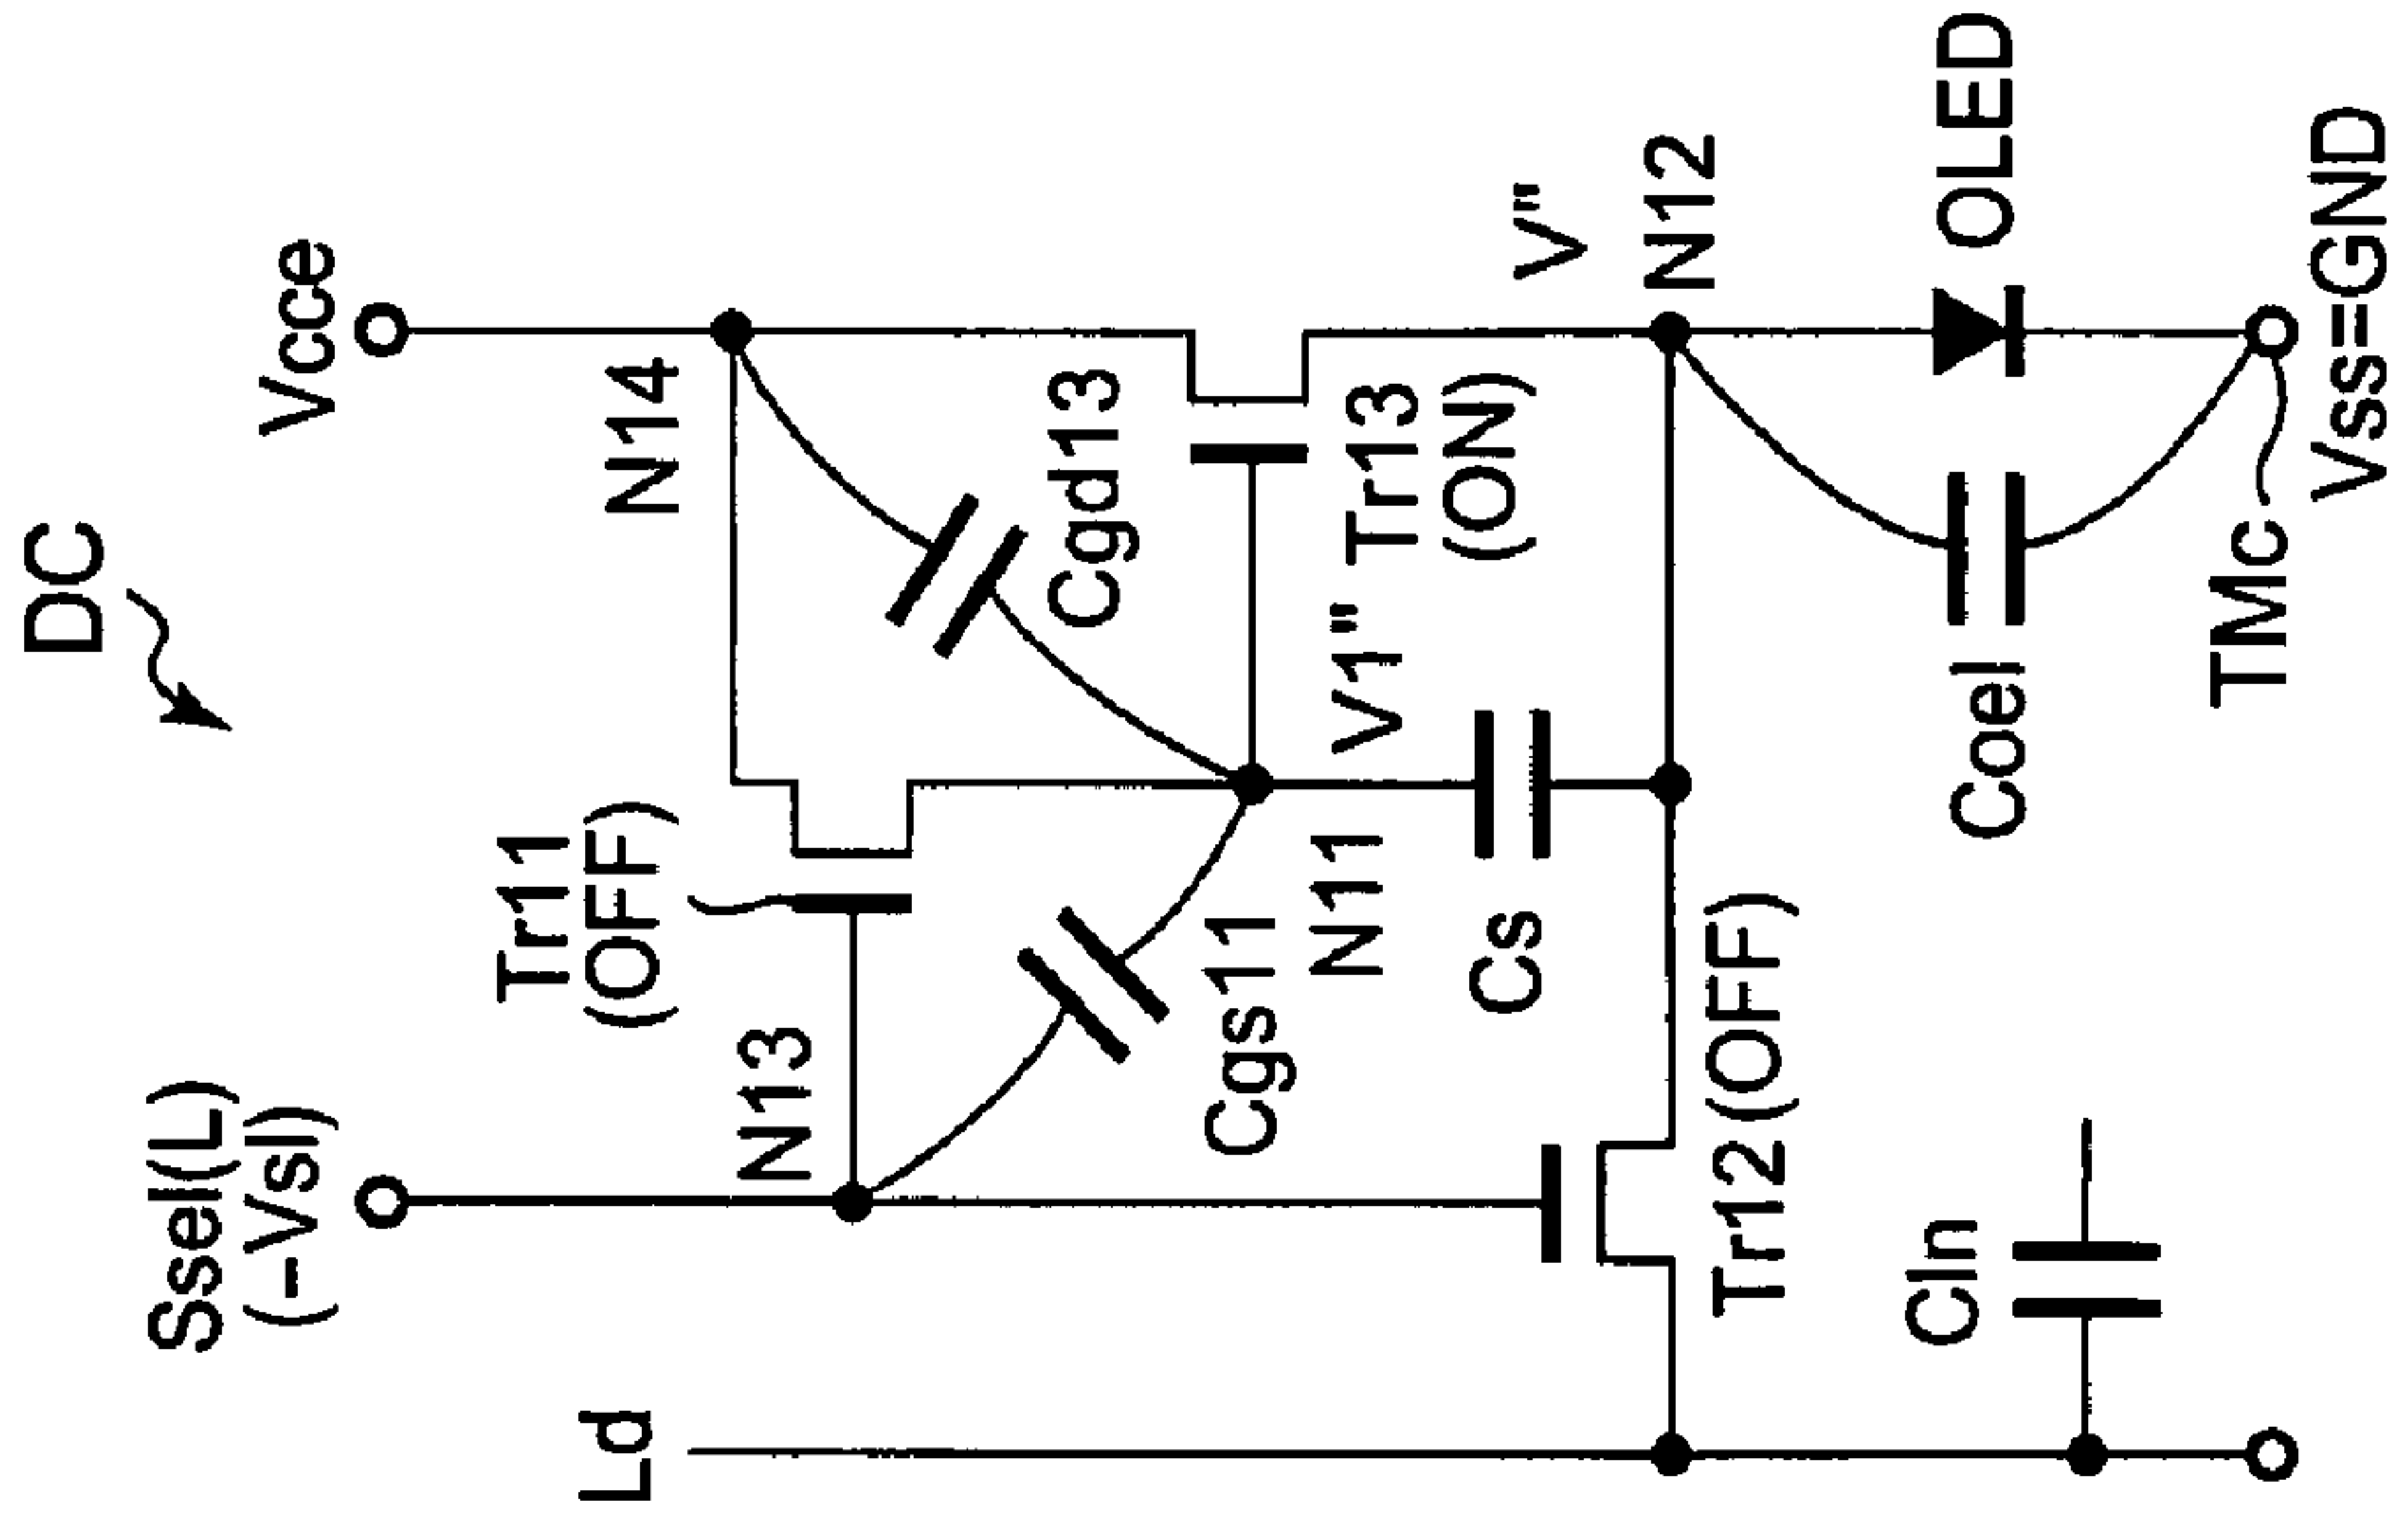 DC
Ssel(L)
(-Vsl)
Vcce
Ld
N13
Tr11
(OFF)
N14
Cgs11
Cgd13
N11
V1"
Tr13
(ON)
Cs
V"
N12
Tr12(OFF)
Cln
Coel
OLED
TMc
Vss=GND